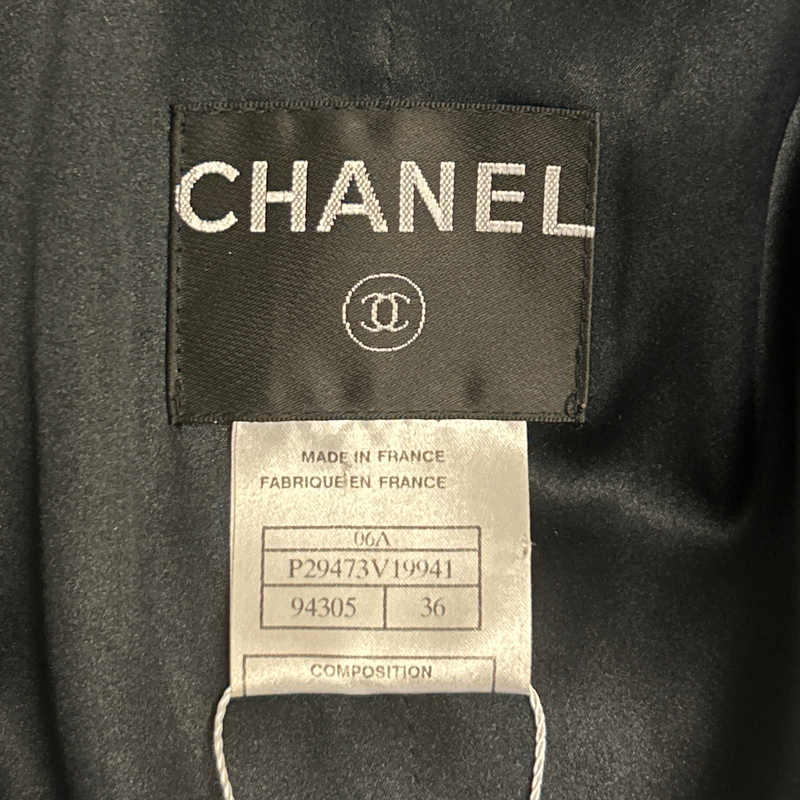 CHANEL
MADE IN FRANCE
FABRIQUE EN FRANCE
06A
P29473V19941
94305 36
COMPOSITION